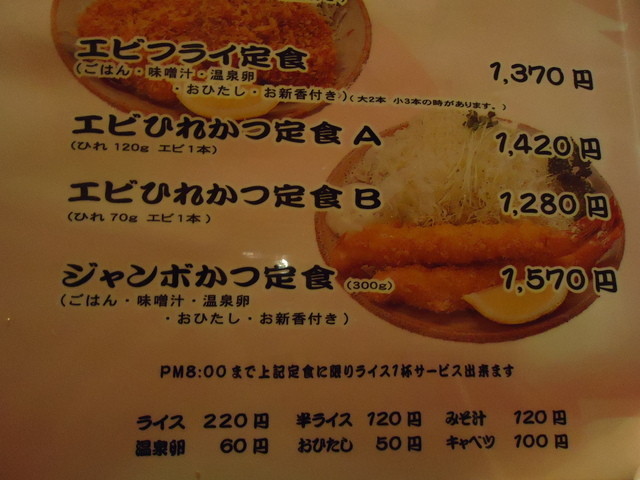 エビフライ定食 1,370円
(ごはん・味噌汁・温泉卵
・おひたし・お新香付き)(大2本 小3本の時があります。)
エビひれかつ定食A 1,420円
(ひれ 120g エビ1本)
エビひれかつ定食B 1,280円
(ひれ 70g エビ1本)
ジャンボかつ定食(300g) 1,570円
(ごはん・味噌汁・温泉卵
・おひたし・お新香付き)
PM8:00まで上記定食に限りライス1杯サービス出来ます
ライス 220円 半ライス 120円 みそ汁 120円
温泉卵 60円 おひたし 50円 キャベツ 100円